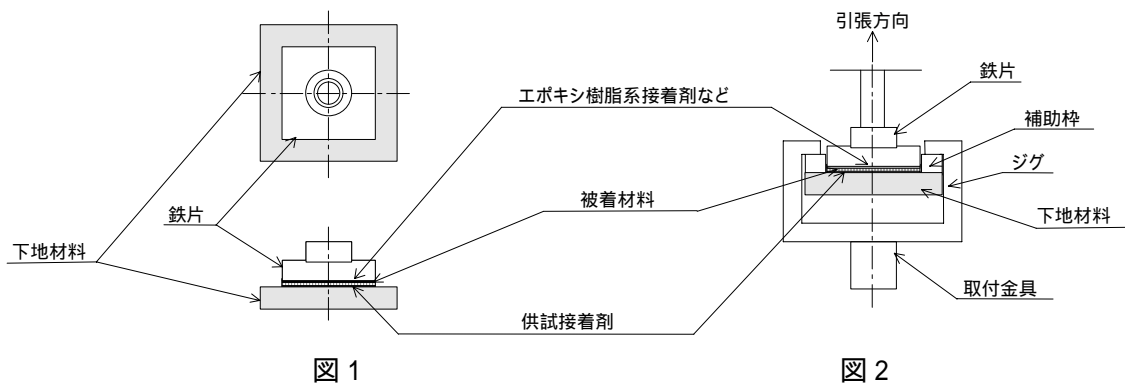 引張方向
鉄片
エポキシ樹脂系接着剤など
補助枠
ジグ
被着材料
鉄片
下地材料
下地材料
取付金具
供試接着剤
図 1
図 2